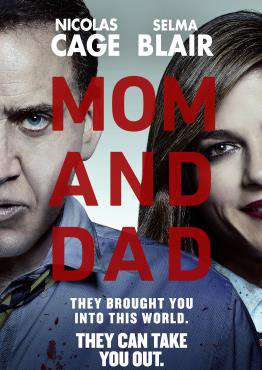 NICOLAS SELMA
CAGE BLAIR
MOM
AND
DAD
THEY BROUGHT YOU
INTO THIS WORLD.
THEY CAN TAKE
YOU OUT.